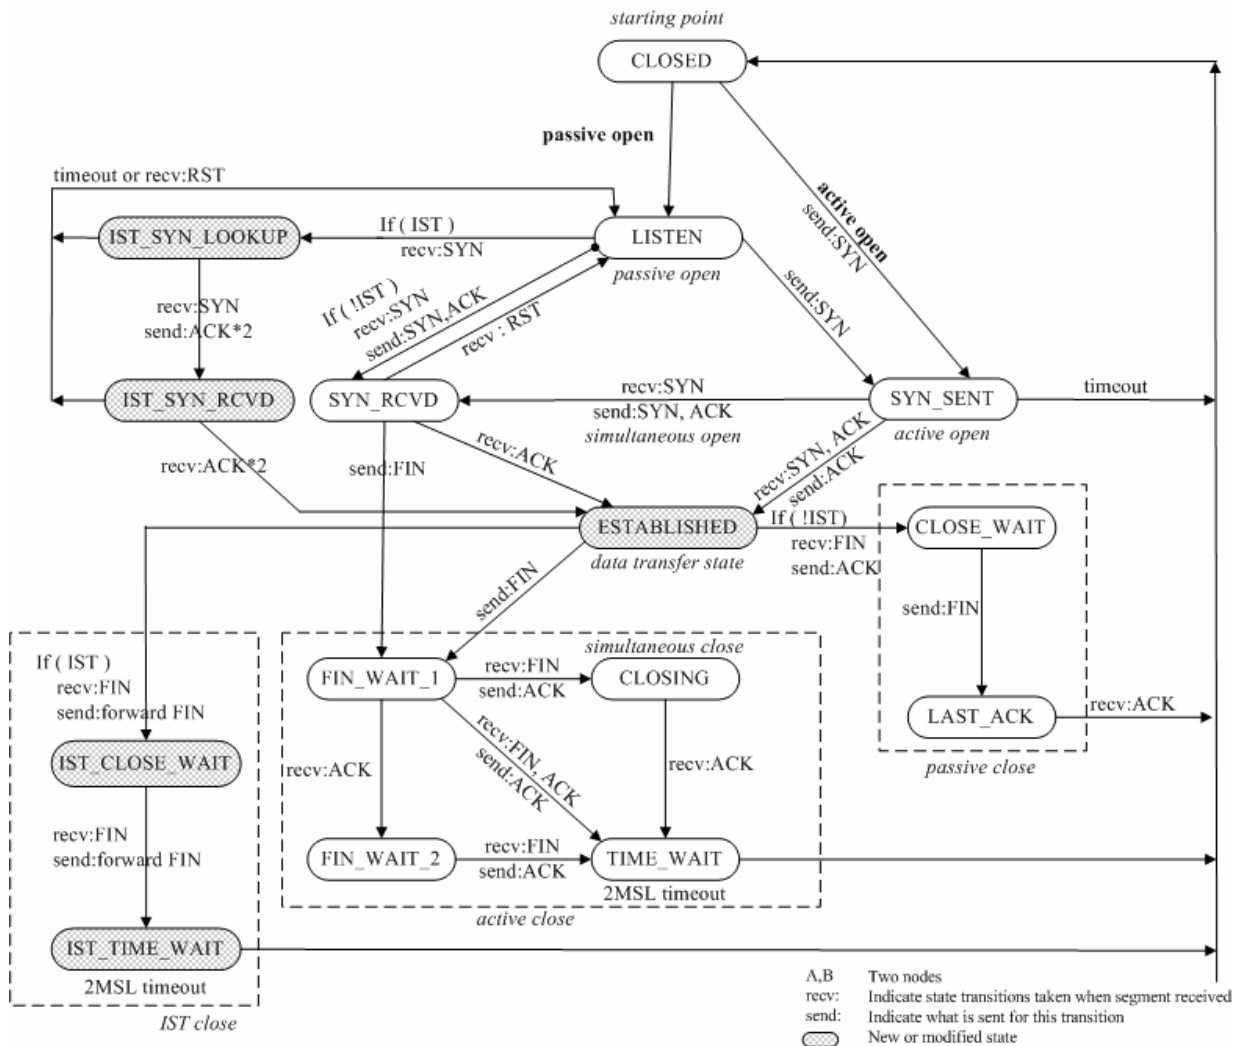 starting point
CLOSED
passive open
active open
send:SYN
timeout or recv:RST
IST_SYN_LOOKUP
If ( IST )
recv:SYN
LISTEN
passive open
recv:SYN
send:ACK*2
If ( !IST )
recv:SYN
send:SYN,ACK
recv : RST
send:SYN
IST_SYN_RCVD
SYN_RCVD
recv:SYN
send:SYN, ACK
simultaneous open
SYN_SENT
active open
timeout
recv:ACK*2
send:FIN
recv:ACK
recv:SYN, ACK
send:ACK
ESTABLISHED
data transfer state
If ( !IST)
recv:FIN
send:ACK
CLOSE_WAIT
send:FIN
send:FIN
LAST_ACK
recv:ACK
passive close
If ( IST )
recv:FIN
send:forward FIN
IST_CLOSE_WAIT
recv:FIN
send:forward FIN
IST_TIME_WAIT
2MSL timeout
IST close
simultaneous close
FIN_WAIT_1
recv:FIN
send:ACK
CLOSING
recv:ACK
recv:FIN, ACK
send:ACK
recv:ACK
FIN_WAIT_2
recv:FIN
send:ACK
TIME_WAIT
2MSL timeout
active close
A,B Two nodes
recv: Indicate state transitions taken when segment received
send: Indicate what is sent for this transition
New or modified state